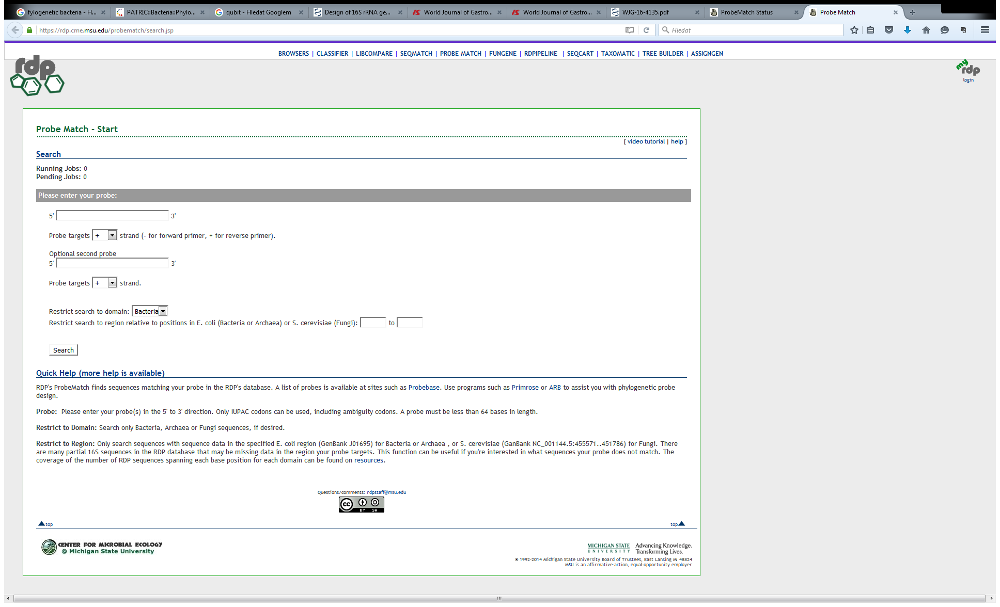 fylogenetic bacteria - H...
PATRIC::Bacteria::Phylo...
qubit - Hledat Googlem
Design of 16S rRNA ge...
World Journal of Gastro...
World Journal of Gastro...
WJG-16-4135.pdf
ProbeMatch Status
Probe Match
https://rdp.cme.msu.edu/probematch/search.jsp
Hledat
BROWSERS | CLASSIFIER | LIBCOMPARE | SEQMATCH | PROBE MATCH | FUNGENE | RDPIPELINE | SEQCART | TAXOMATIC | TREE BUILDER | ASSIGNGEN
rdp
my
rdp
login
Probe Match - Start
[ video tutorial | help ]
Search
Running Jobs: 0
Pending Jobs: 0
Please enter your probe:
5' 3'
Probe targets + strand (- for forward primer, + for reverse primer).
Optional second probe
5' 3'
Probe targets + strand.
Restrict search to domain: Bacteria
Restrict search to region relative to positions in E. coli (Bacteria or Archaea) or S. cerevisiae (Fungi): to
Search
Quick Help (more help is available)
RDP's ProbeMatch finds sequences matching your probe in the RDP's database. A list of probes is available at sites such as Probebase. Use programs such as Primrose or ARB to assist you with phylogenetic probe
design.
Probe: Please enter your probe(s) in the 5' to 3' direction. Only IUPAC codons can be used, including ambiguity codons. A probe must be less than 64 bases in length.
Restrict to Domain: Search only Bacteria, Archaea or Fungi sequences, if desired.
Restrict to Region: Only search sequences with sequence data in the specified E. coli region (GenBank J01695) for Bacteria or Archaea , or S. cerevisiae (GanBank NC_001144.5:455571..451786) for Fungi. There
are many partial 16S sequences in the RDP database that may be missing data in the region your probe targets. This function can be useful if you're interested in what sequences your probe does not match. The
coverage of the number of RDP sequences spanning each base position for each domain can be found on resources.
Questions/comments: rdpstaff@msu.edu
cc BY SA
top
top
CENTER FOR MICROBIAL ECOLOGY
@ Michigan State University
MICHIGAN STATE
UNIVERSITY
Advancing Knowledge.
Transforming Lives.
© 1992-2014 Michigan State University Board of Trustees, East Lansing MI 48824
MSU is an affirmative-action, equal-opportunity employer